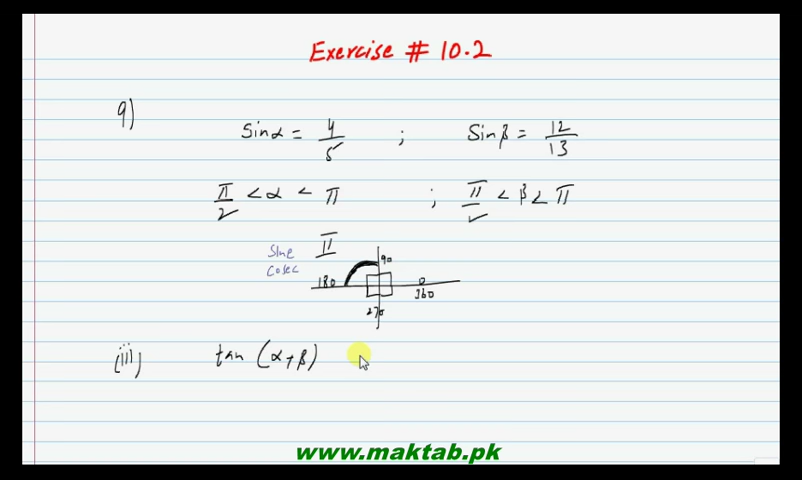 Exercise # 10.2
9)
Sinα = 4/5 ; Sinβ = 12/13
π/2 < α < π ; π/2 < β < π
Sine II
Cosec
90
180 0
360
270
(iii) tan (α+β)
www.maktab.pk